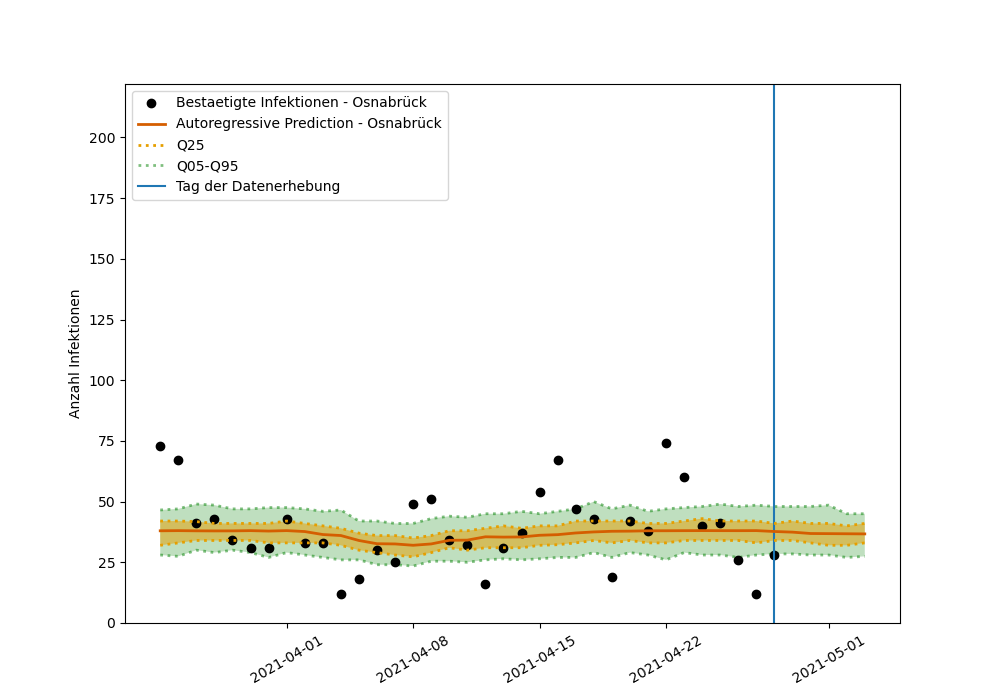 Bestaetigte Infektionen - Osnabrück
Autoregressive Prediction - Osnabrück
Q25
Q05-Q95
Tag der Datenerhebung
Anzahl Infektionen
200
175
150
125
100
75
50
25
0
2021-04-01
2021-04-08
2021-04-15
2021-04-22
2021-05-01